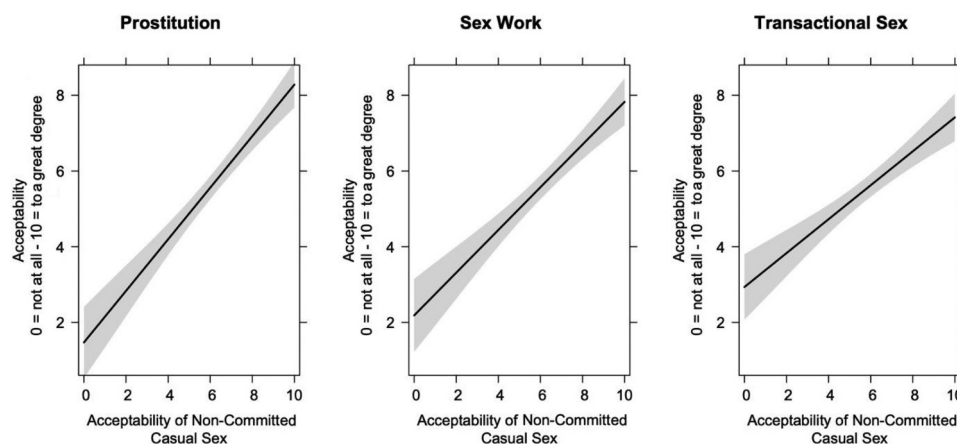 Prostitution
Acceptability
0 = not at all - 10 = to a great degree
8
6
4
2
0 2 4 6 8 10
Acceptability of Non-Committed
Casual Sex
Sex Work
Acceptability
0 = not at all - 10 = to a great degree
8
6
4
2
0 2 4 6 8 10
Acceptability of Non-Committed
Casual Sex
Transactional Sex
Acceptability
0 = not at all - 10 = to a great degree
8
6
4
2
0 2 4 6 8 10
Acceptability of Non-Committed
Casual Sex